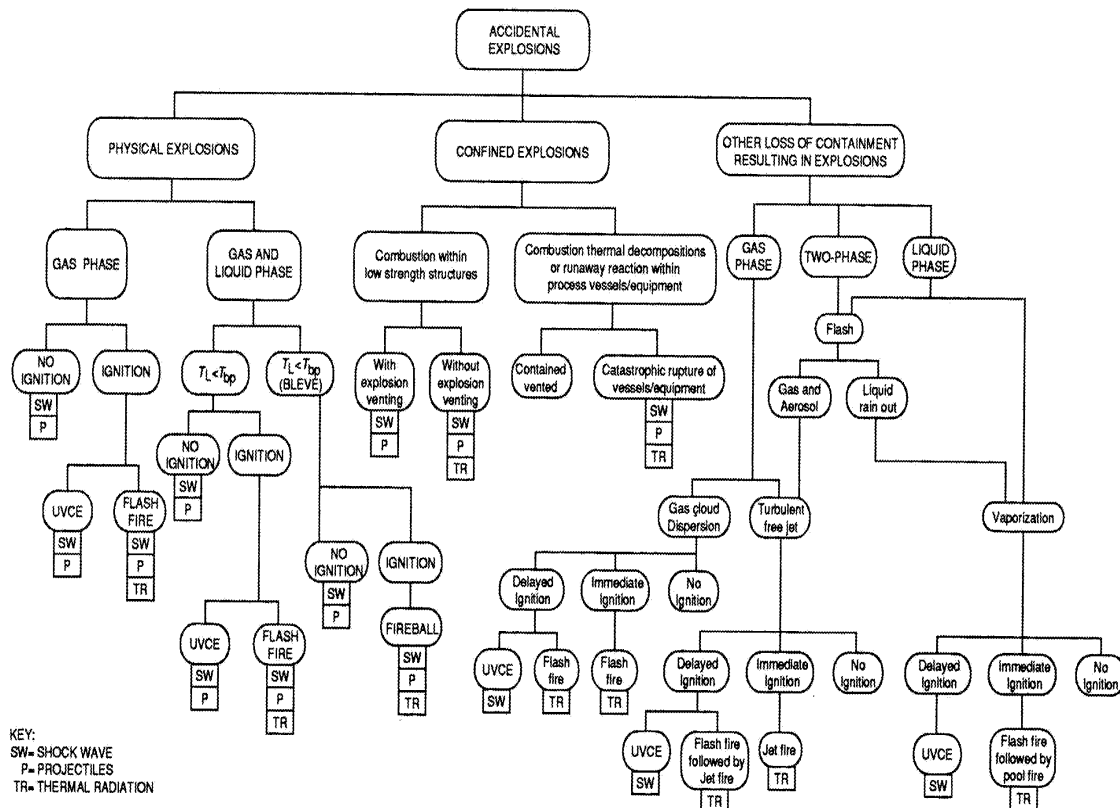 ACCIDENTAL
EXPLOSIONS
PHYSICAL EXPLOSIONS
CONFINED EXPLOSIONS
OTHER LOSS OF CONTAINMENT
RESULTING IN EXPLOSIONS
GAS PHASE
GAS AND
LIQUID PHASE
Combustion within
low strength structures
Combustion thermal decompositions
or runaway reaction within
process vessels/equipment
GAS
PHASE
TWO-PHASE
LIQUID
PHASE
Flash
NO
IGNITION
SW
P
IGNITION
TL<Tbp
TL<Tbp
(BLEVE)
With
explosion
venting
SW
P
Without
explosion
venting
SW
P
TR
Contained
vented
Catastrophic rupture of
vessels/equipment
SW
P
TR
Gas and
Aerosol
Liquid
rain out
NO
IGNITION
SW
P
IGNITION
UVCE
SW
P
FLASH
FIRE
SW
P
TR
Gas cloud
Dispersion
Turbulent
free jet
Vaporization
NO
IGNITION
SW
P
IGNITION
Delayed
Ignition
Immediate
Ignition
No
Ignition
UVCE
SW
P
FLASH
FIRE
SW
P
TR
FIREBALL
SW
P
TR
UVCE
SW
Flash
fire
TR
Flash
fire
TR
Delayed
Ignition
Immediate
Ignition
No
Ignition
Delayed
Ignition
Immediate
Ignition
No
Ignition
UVCE
SW
Flash fire
followed by
Jet fire
TR
Jet fire
TR
UVCE
SW
Flash fire
followed by
pool fire
TR
KEY:
SW= SHOCK WAVE
P= PROJECTILES
TR= THERMAL RADIATION